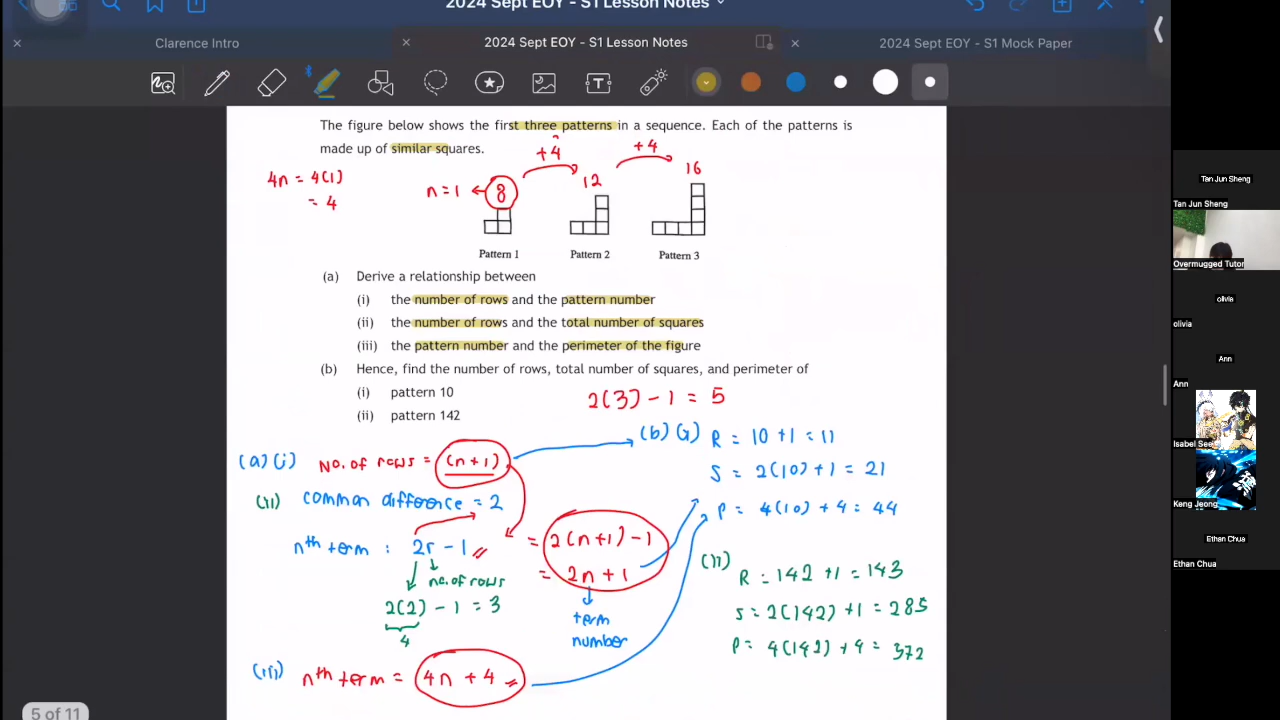 2024 Sept EOY - S1 Lesson Notes
Clarence Intro
2024 Sept EOY - S1 Lesson Notes
2024 Sept EOY - S1 Mock Paper
The figure below shows the first three patterns in a sequence. Each of the patterns is
made up of similar squares.
+4
+4
4n = 4(1)
= 4
n = 1
8
12
16
Pattern 1
Pattern 2
Pattern 3
(a) Derive a relationship between
(i) the number of rows and the pattern number
(ii) the number of rows and the total number of squares
(iii) the pattern number and the perimeter of the figure
(b) Hence, find the number of rows, total number of squares, and perimeter of
(i) pattern 10
(ii) pattern 142
2(3) - 1 = 5
(a)(i) No. of rows = (n+1)
(ii) common difference = 2
nth term : 2r - 1
no. of rows
2(2) - 1 = 3
4
= 2(n+1) - 1
= 2n + 1
term
number
(iii) nth term = 4n + 4
(b)(i) R = 10 + 1 = 11
S = 2(10) + 1 = 21
P = 4(10) + 4 = 44
(ii) R = 142 + 1 = 143
S = 2(142) + 1 = 285
P = 4(142) + 4 = 372
5 of 11
Tan Jun Sheng
Tan Jun Sheng
Overmugged Tutor
olivia
olivia
Ann
Ann
Isabel See
Keng Jeong
Ethan Chua
Ethan Chua